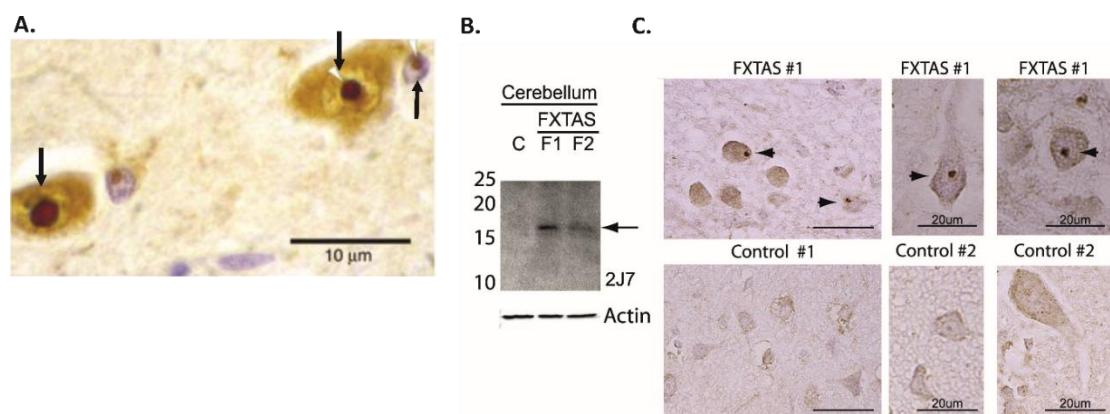 A.
10 μm
B.
Cerebellum
FXTAS
C F1 F2
25
20
15
10
2J7
Actin
C.
FXTAS #1
FXTAS #1
FXTAS #1
20um
20um
Control #1
Control #2
Control #2
20um
20um